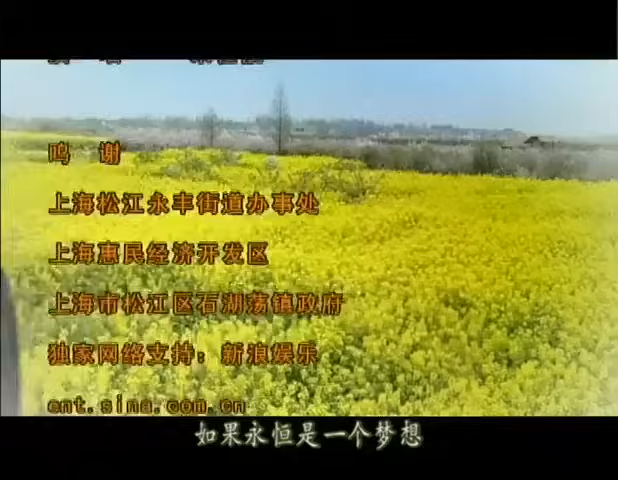 鸣 谢
上海松江永丰街道办事处
上海惠民经济开发区
上海市松江区石湖荡镇政府
独家网络支持：新浪娱乐
ent.sina.com.cn
如果永恒是一个梦想